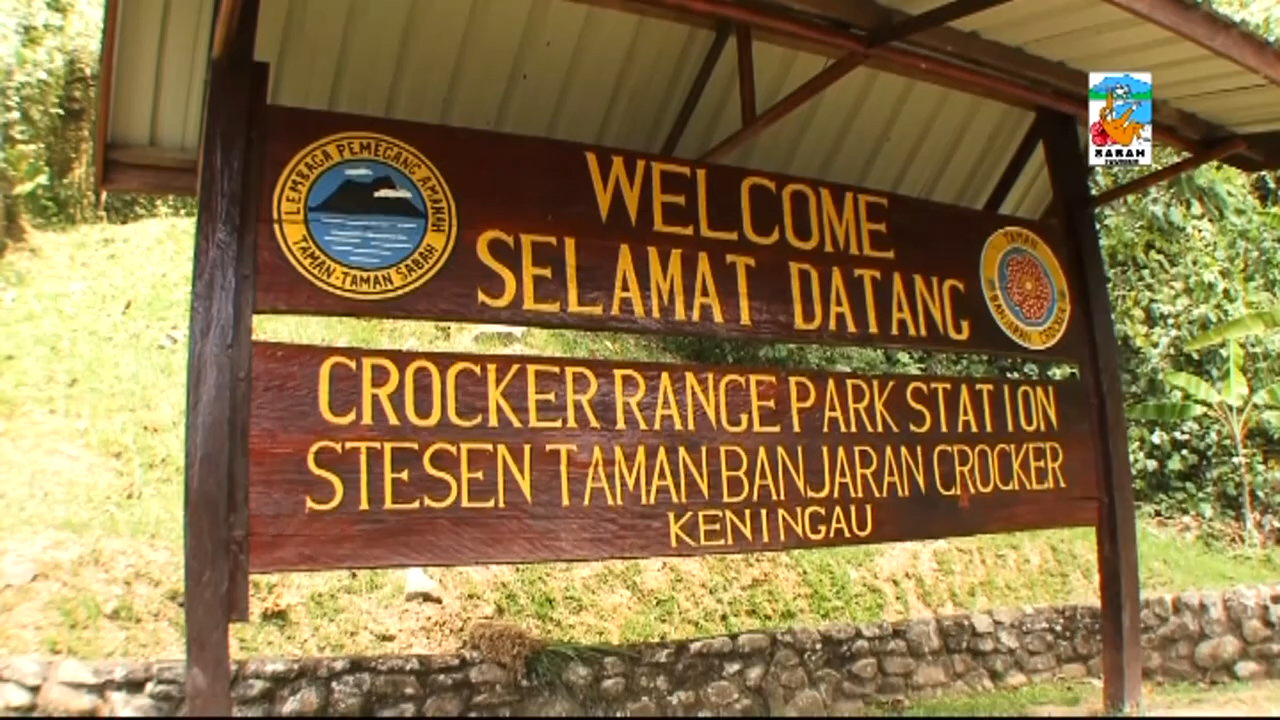 LEMBAGA PEMEGANG AMANAH
TAMAN-TAMAN SABAH
WELCOME
SELAMAT DATANG
TAMAN
BANJARAN CROCKER
CROCKER RANGE PARK STATION
STESEN TAMAN BANJARAN CROCKER
KENINGAU
SABAH